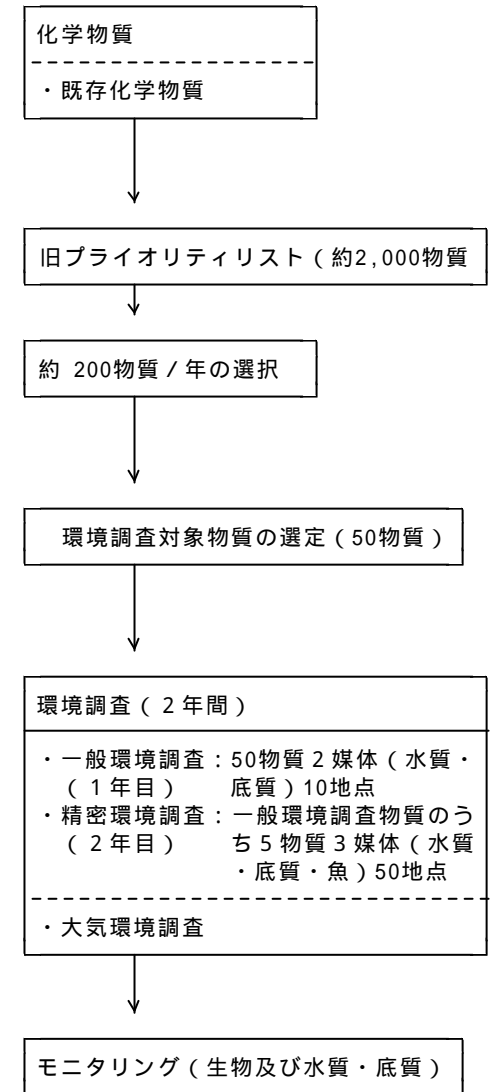 化学物質
・既存化学物質
旧プライオリティリスト（約2,000物質
約 200物質／年の選択
環境調査対象物質の選定（50物質）
環境調査（２年間）
・一般環境調査：50物質２媒体（水質・
（１年目）　底質）10地点
・精密環境調査：一般環境調査物質のう
（２年目）　ち５物質３媒体（水質
・底質・魚）50地点
・大気環境調査
モニタリング（生物及び水質・底質）